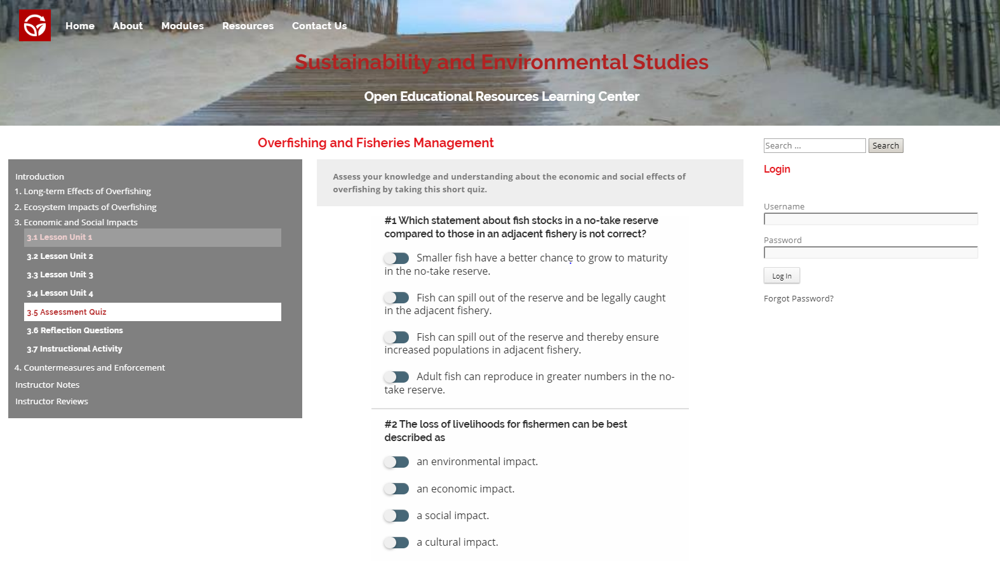 Home About Modules Resources Contact Us
Sustainability and Environmental Studies
Open Educational Resources Learning Center
Overfishing and Fisheries Management
Introduction
1. Long-term Effects of Overfishing
2. Ecosystem Impacts of Overfishing
3. Economic and Social Impacts
3.1 Lesson Unit 1
3.2 Lesson Unit 2
3.3 Lesson Unit 3
3.4 Lesson Unit 4
3.5 Assessment Quiz
3.6 Reflection Questions
3.7 Instructional Activity
4. Countermeasures and Enforcement
Instructor Notes
Instructor Reviews
Assess your knowledge and understanding about the economic and social effects of
overfishing by taking this short quiz.
#1 Which statement about fish stocks in a no-take reserve
compared to those in an adjacent fishery is not correct?
Smaller fish have a better chance to grow to maturity
in the no-take reserve.
Fish can spill out of the reserve and be legally caught
in the adjacent fishery.
Fish can spill out of the reserve and thereby ensure
increased populations in adjacent fishery.
Adult fish can reproduce in greater numbers in the no-
take reserve.
#2 The loss of livelihoods for fishermen can be best
described as
an environmental impact.
an economic impact.
a social impact.
a cultural impact.
Search ... Search
Login
Username
Password
Log In
Forgot Password?